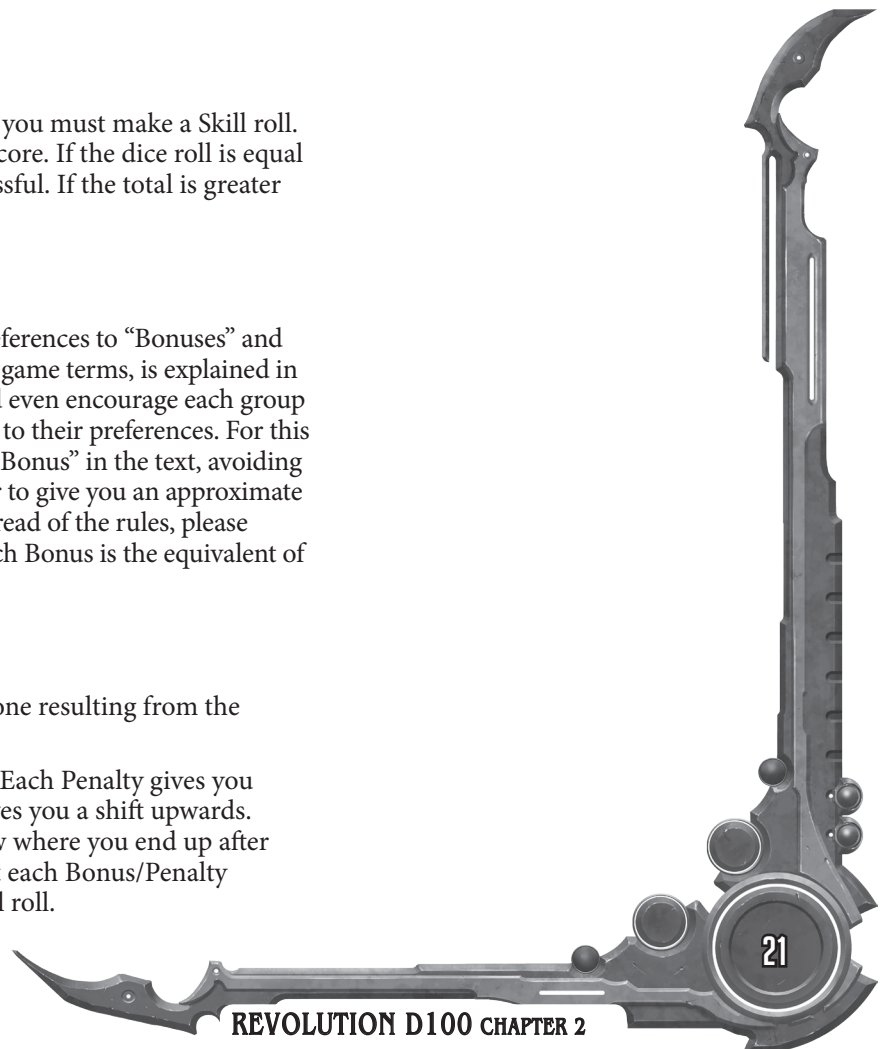 you must make a Skill roll.
core. If the dice roll is equal
ssful. If the total is greater
ferences to “Bonuses” and
game terms, is explained in
l even encourage each group
to their preferences. For this
Bonus” in the text, avoiding
r to give you an approximate
read of the rules, please
ch Bonus is the equivalent of
one resulting from the
Each Penalty gives you
es you a shift upwards.
w where you end up after
t each Bonus/Penalty
l roll.
21
REVOLUTION D100 CHAPTER 2